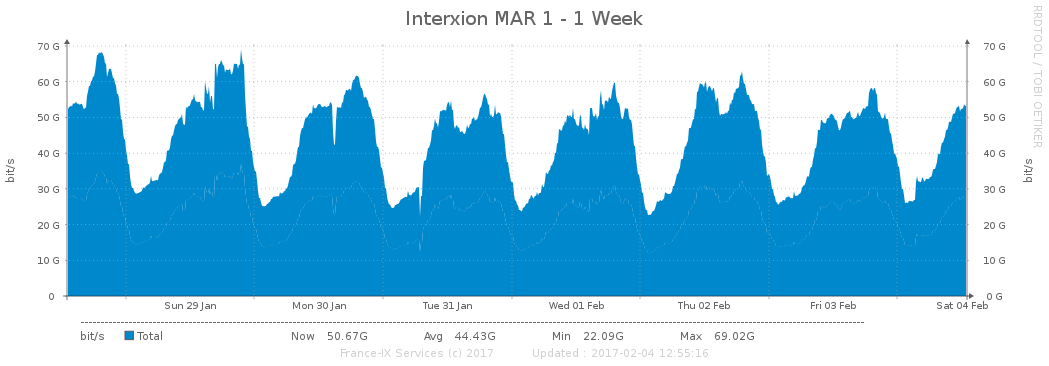 Interxion MAR 1 - 1 Week
RRDTOOL / TOBI OETIKER
70 G 70 G
60 G 60 G
50 G 50 G
40 G 40 G
30 G 30 G
20 G 20 G
10 G 10 G
0 0 G
bit/s bit/s
Sun 29 Jan Mon 30 Jan Tue 31 Jan Wed 01 Feb Thu 02 Feb Fri 03 Feb Sat 04 Feb
bit/s Total Now 50.67G Avg 44.43G Min 22.09G Max 69.02G
France-IX Services (c) 2017 Updated : 2017-02-04 12:55:16